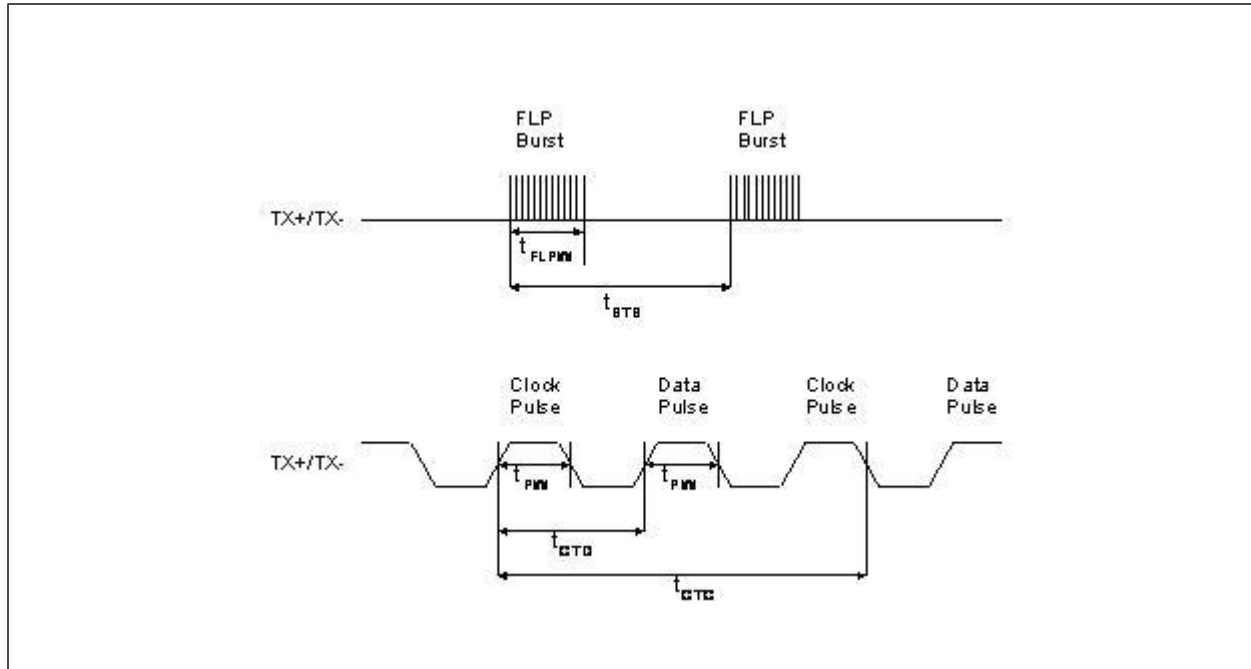 FLP
Burst
FLP
Burst
TX+/TX-
t FLPW
t BTB
Clock
Pulse
Data
Pulse
Clock
Pulse
Data
Pulse
TX+/TX-
t PW
t PW
t CTD
t CTC